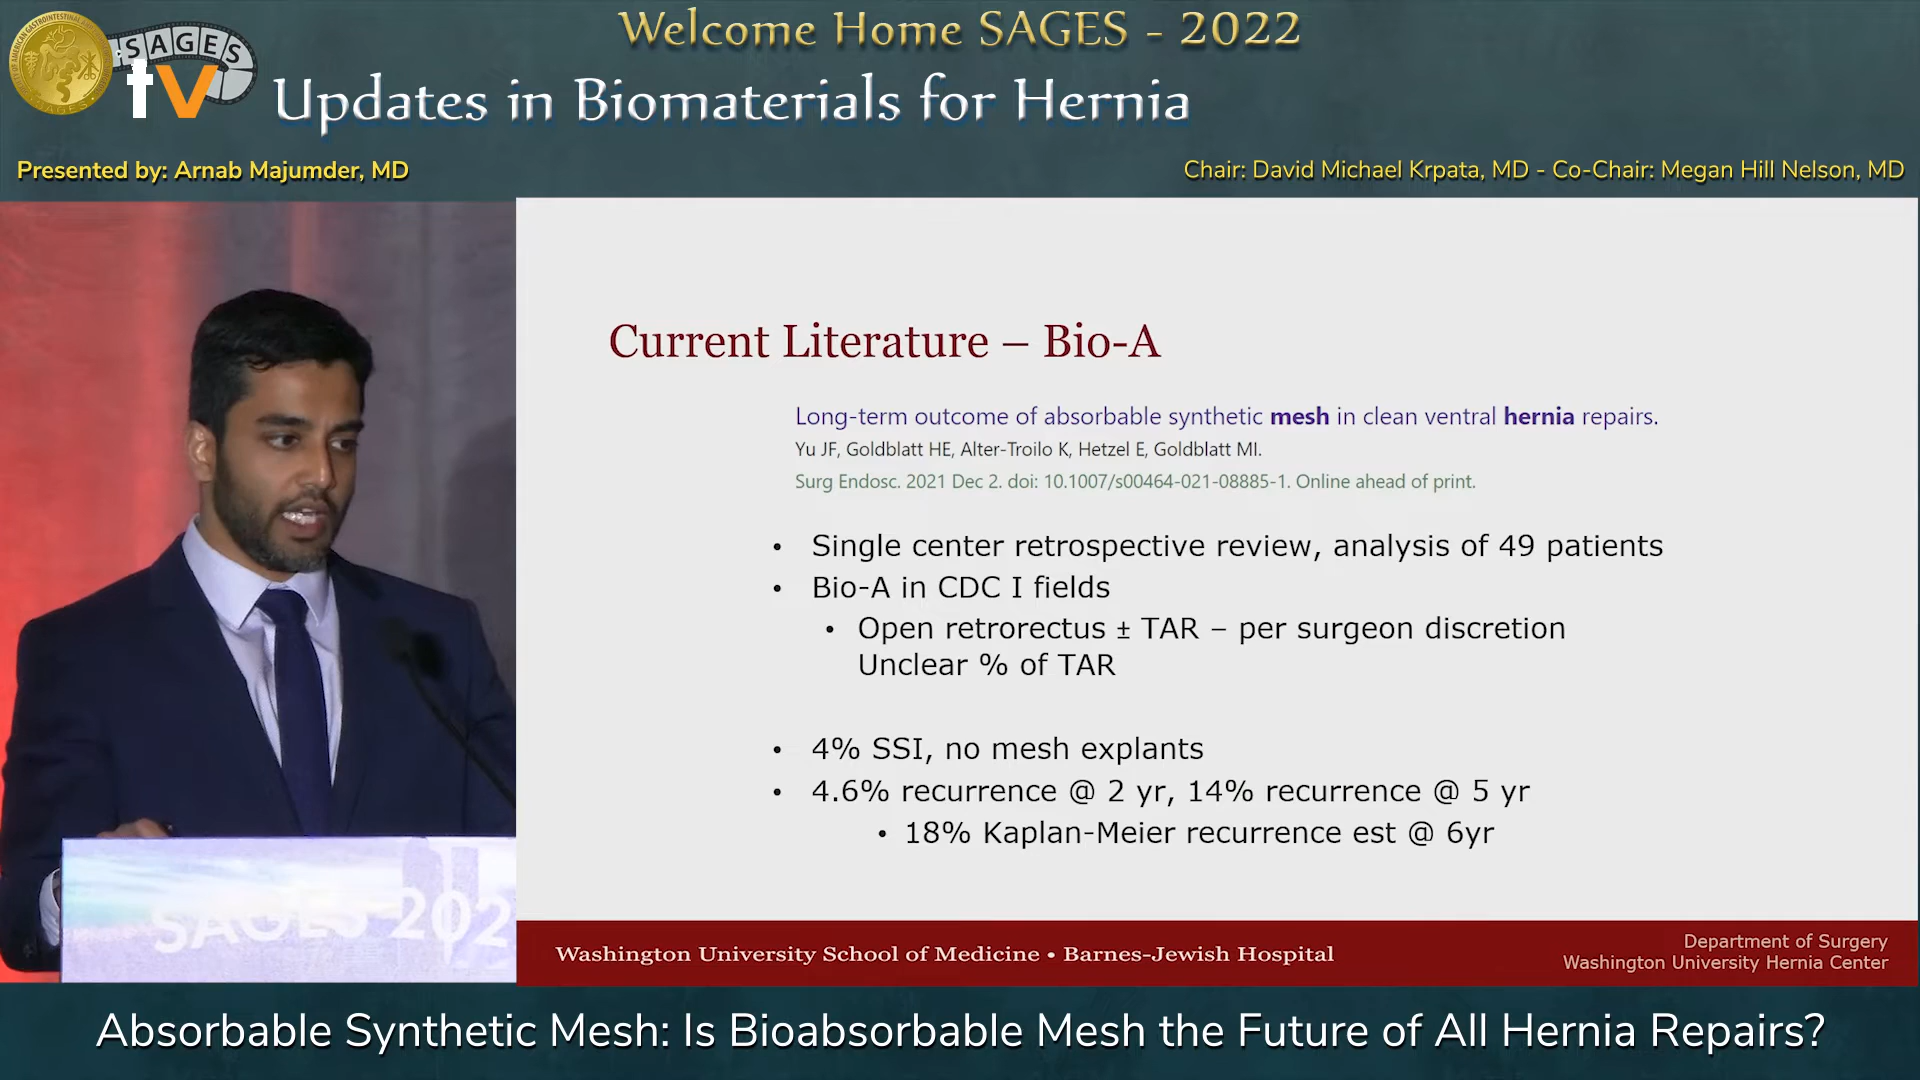 Welcome Home SAGES - 2022
SAGES
tv
Updates in Biomaterials for Hernia
Presented by: Arnab Majumder, MD
Chair: David Michael Krpata, MD - Co-Chair: Megan Hill Nelson, MD
Current Literature – Bio-A
Long-term outcome of absorbable synthetic mesh in clean ventral hernia repairs.
Yu JF, Goldblatt HE, Alter-Troilo K, Hetzel E, Goldblatt MI.
Surg Endosc. 2021 Dec 2. doi: 10.1007/s00464-021-08885-1. Online ahead of print.
• Single center retrospective review, analysis of 49 patients
• Bio-A in CDC I fields
• Open retrorectus ± TAR – per surgeon discretion
Unclear % of TAR
• 4% SSI, no mesh explants
• 4.6% recurrence @ 2 yr, 14% recurrence @ 5 yr
• 18% Kaplan-Meier recurrence est @ 6yr
SAGES 202
Washington University School of Medicine • Barnes-Jewish Hospital
Department of Surgery
Washington University Hernia Center
Absorbable Synthetic Mesh: Is Bioabsorbable Mesh the Future of All Hernia Repairs?